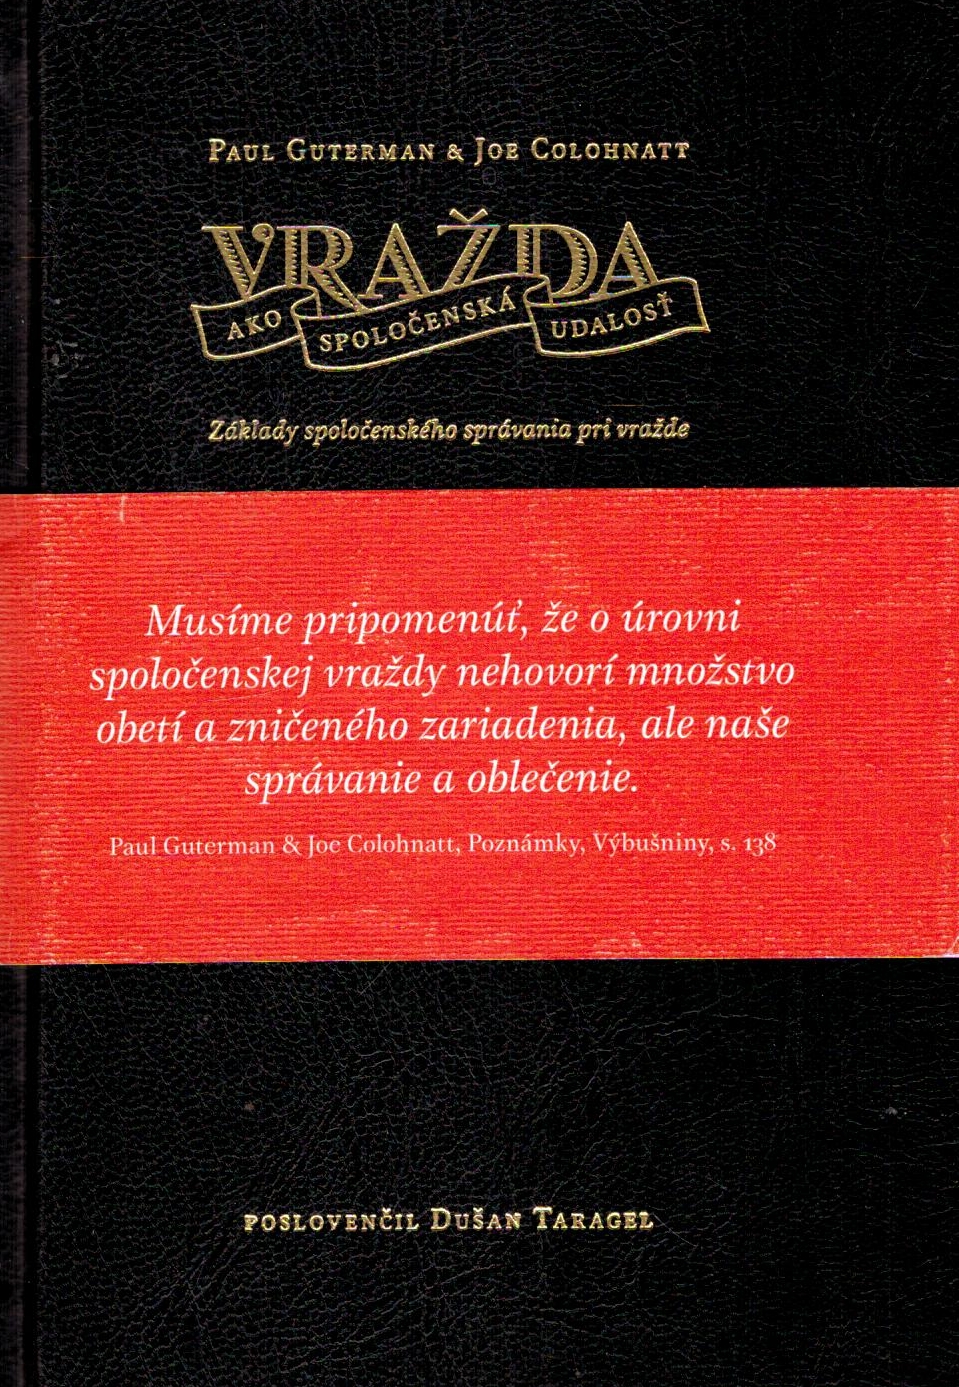 PAUL GUTERMAN & JOE COLOHNATT
VRAŽDA
AKO SPOLOČENSKÁ UDALOSŤ
Základy spoločenského správania pri vražde
Musíme pripomenúť, že o úrovni
spoločenskej vraždy nehovorí množstvo
obetí a zničeného zariadenia, ale naše
správanie a oblečenie.
Paul Guterman & Joe Colohnatt, Poznámky, Výbušniny, s. 138
POSLOVENČIL DUŠAN TARAGEL